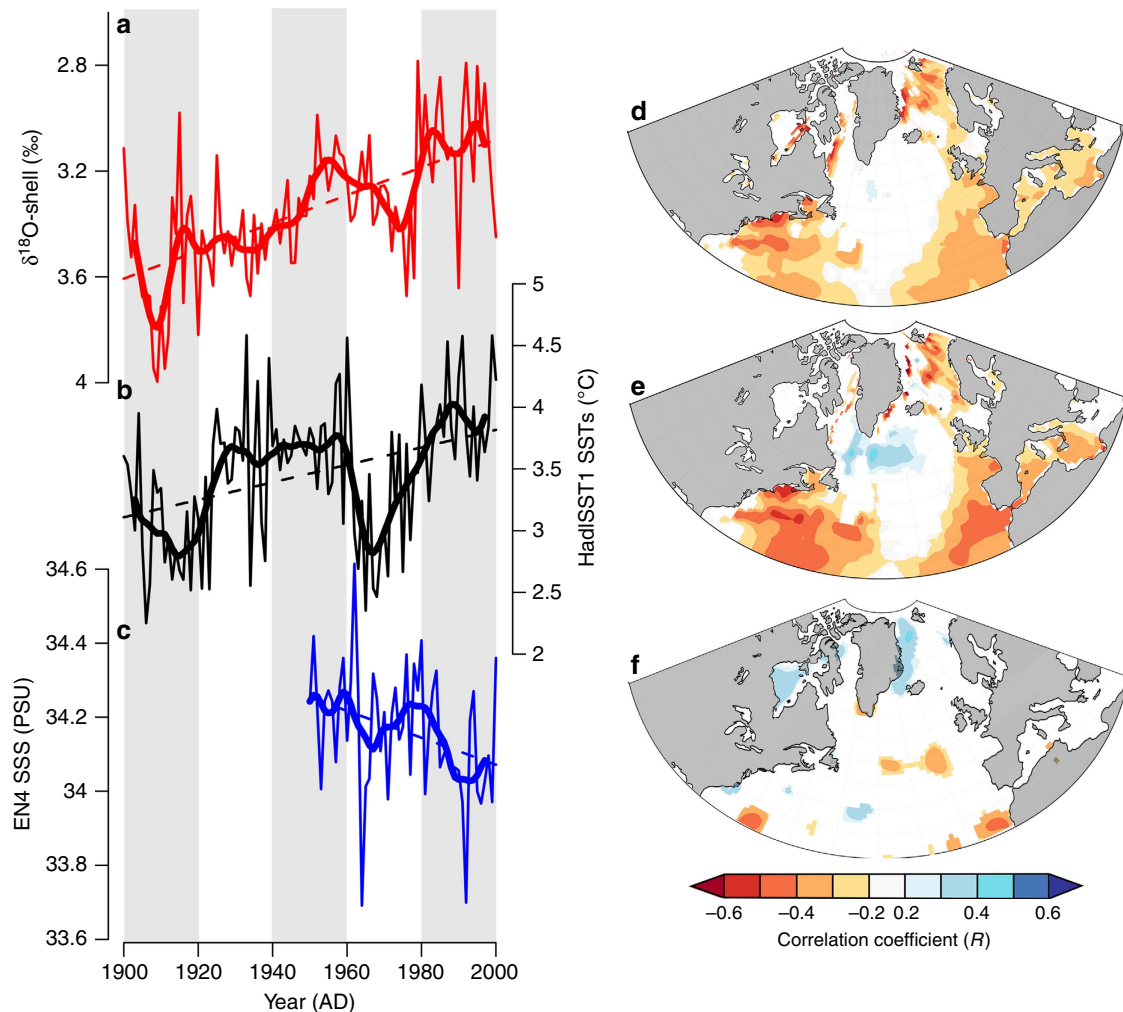 a
2.8
3.2
3.6
4
δ18O-shell (‰)
b
5
4.5
4
3.5
3
2.5
2
HadISST1 SSTs (°C)
c
34.6
34.4
34.2
34
33.8
33.6
EN4 SSS (PSU)
1900 1920 1940 1960 1980 2000
Year (AD)
d
e
f
−0.6 −0.4 −0.2 0.2 0.4 0.6
Correlation coefficient (R)